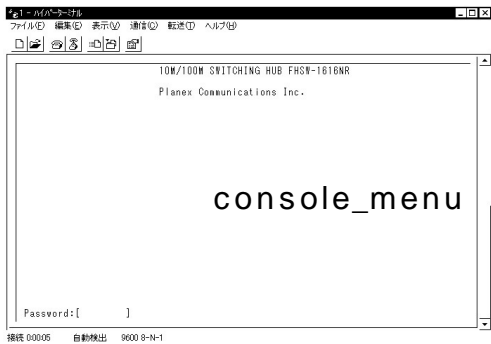 e1 - ハイパーターミナル
ファイル(F) 編集(E) 表示(V) 通信(C) 転送(T) ヘルプ(H)
10M/100M SWITCHING HUB FHSW-1616NR
Planex Communications Inc.
console_menu
Password:[ ]
接続 0:00:05 自動検出 9600 8-N-1